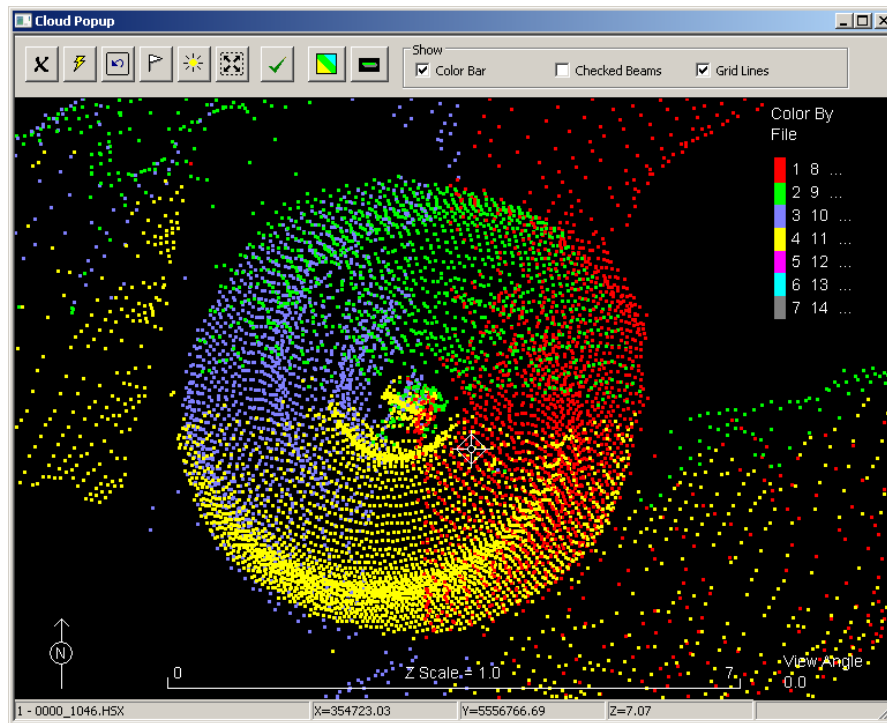 Cloud Popup
Show
Color Bar
Checked Beams
Grid Lines
Color By
File
1 8 ...
2 9 ...
3 10 ...
4 11 ...
5 12 ...
6 13 ...
7 14 ...
N
0 Z Scale = 1.0 7
View Angle
0.0
1 - 0000_1046.HSX X=354723.03 Y=5556766.69 Z=7.07